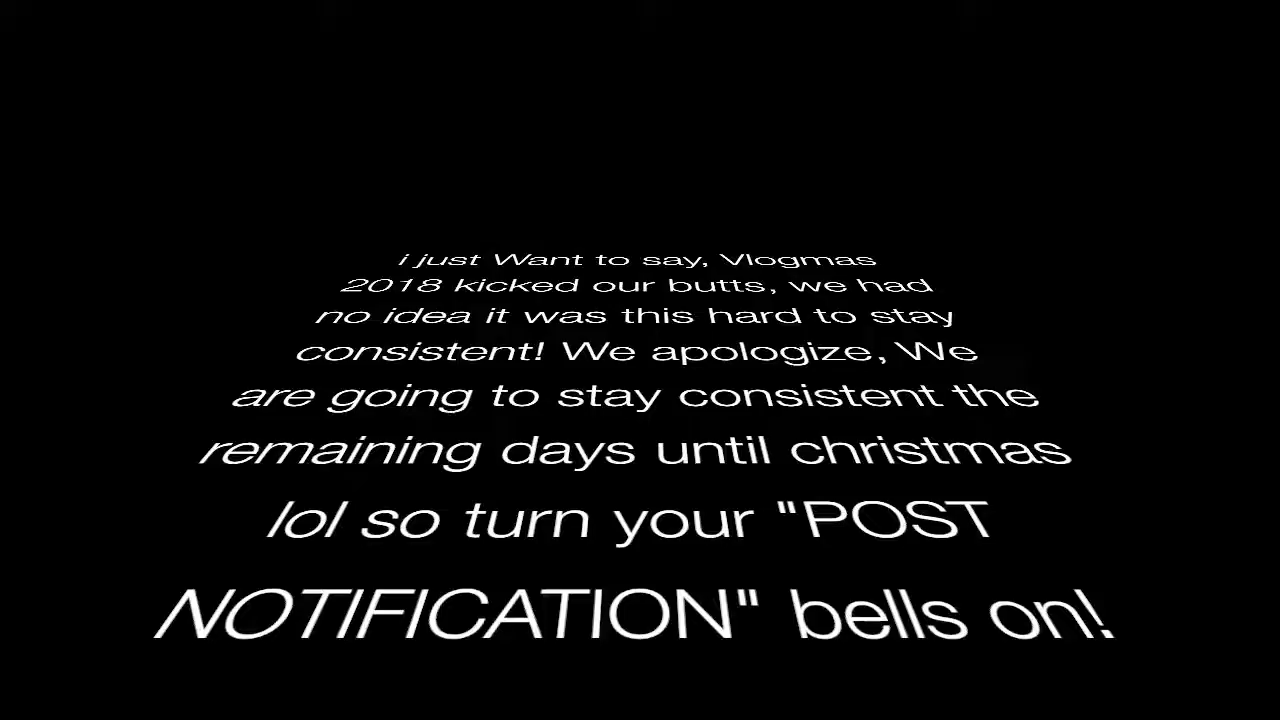 i just Want to say, Vlogmas
2018 kicked our butts, we had
no idea it was this hard to stay
consistent! We apologize, We
are going to stay consistent the
remaining days until christmas
lol so turn your "POST
NOTIFICATION" bells on!